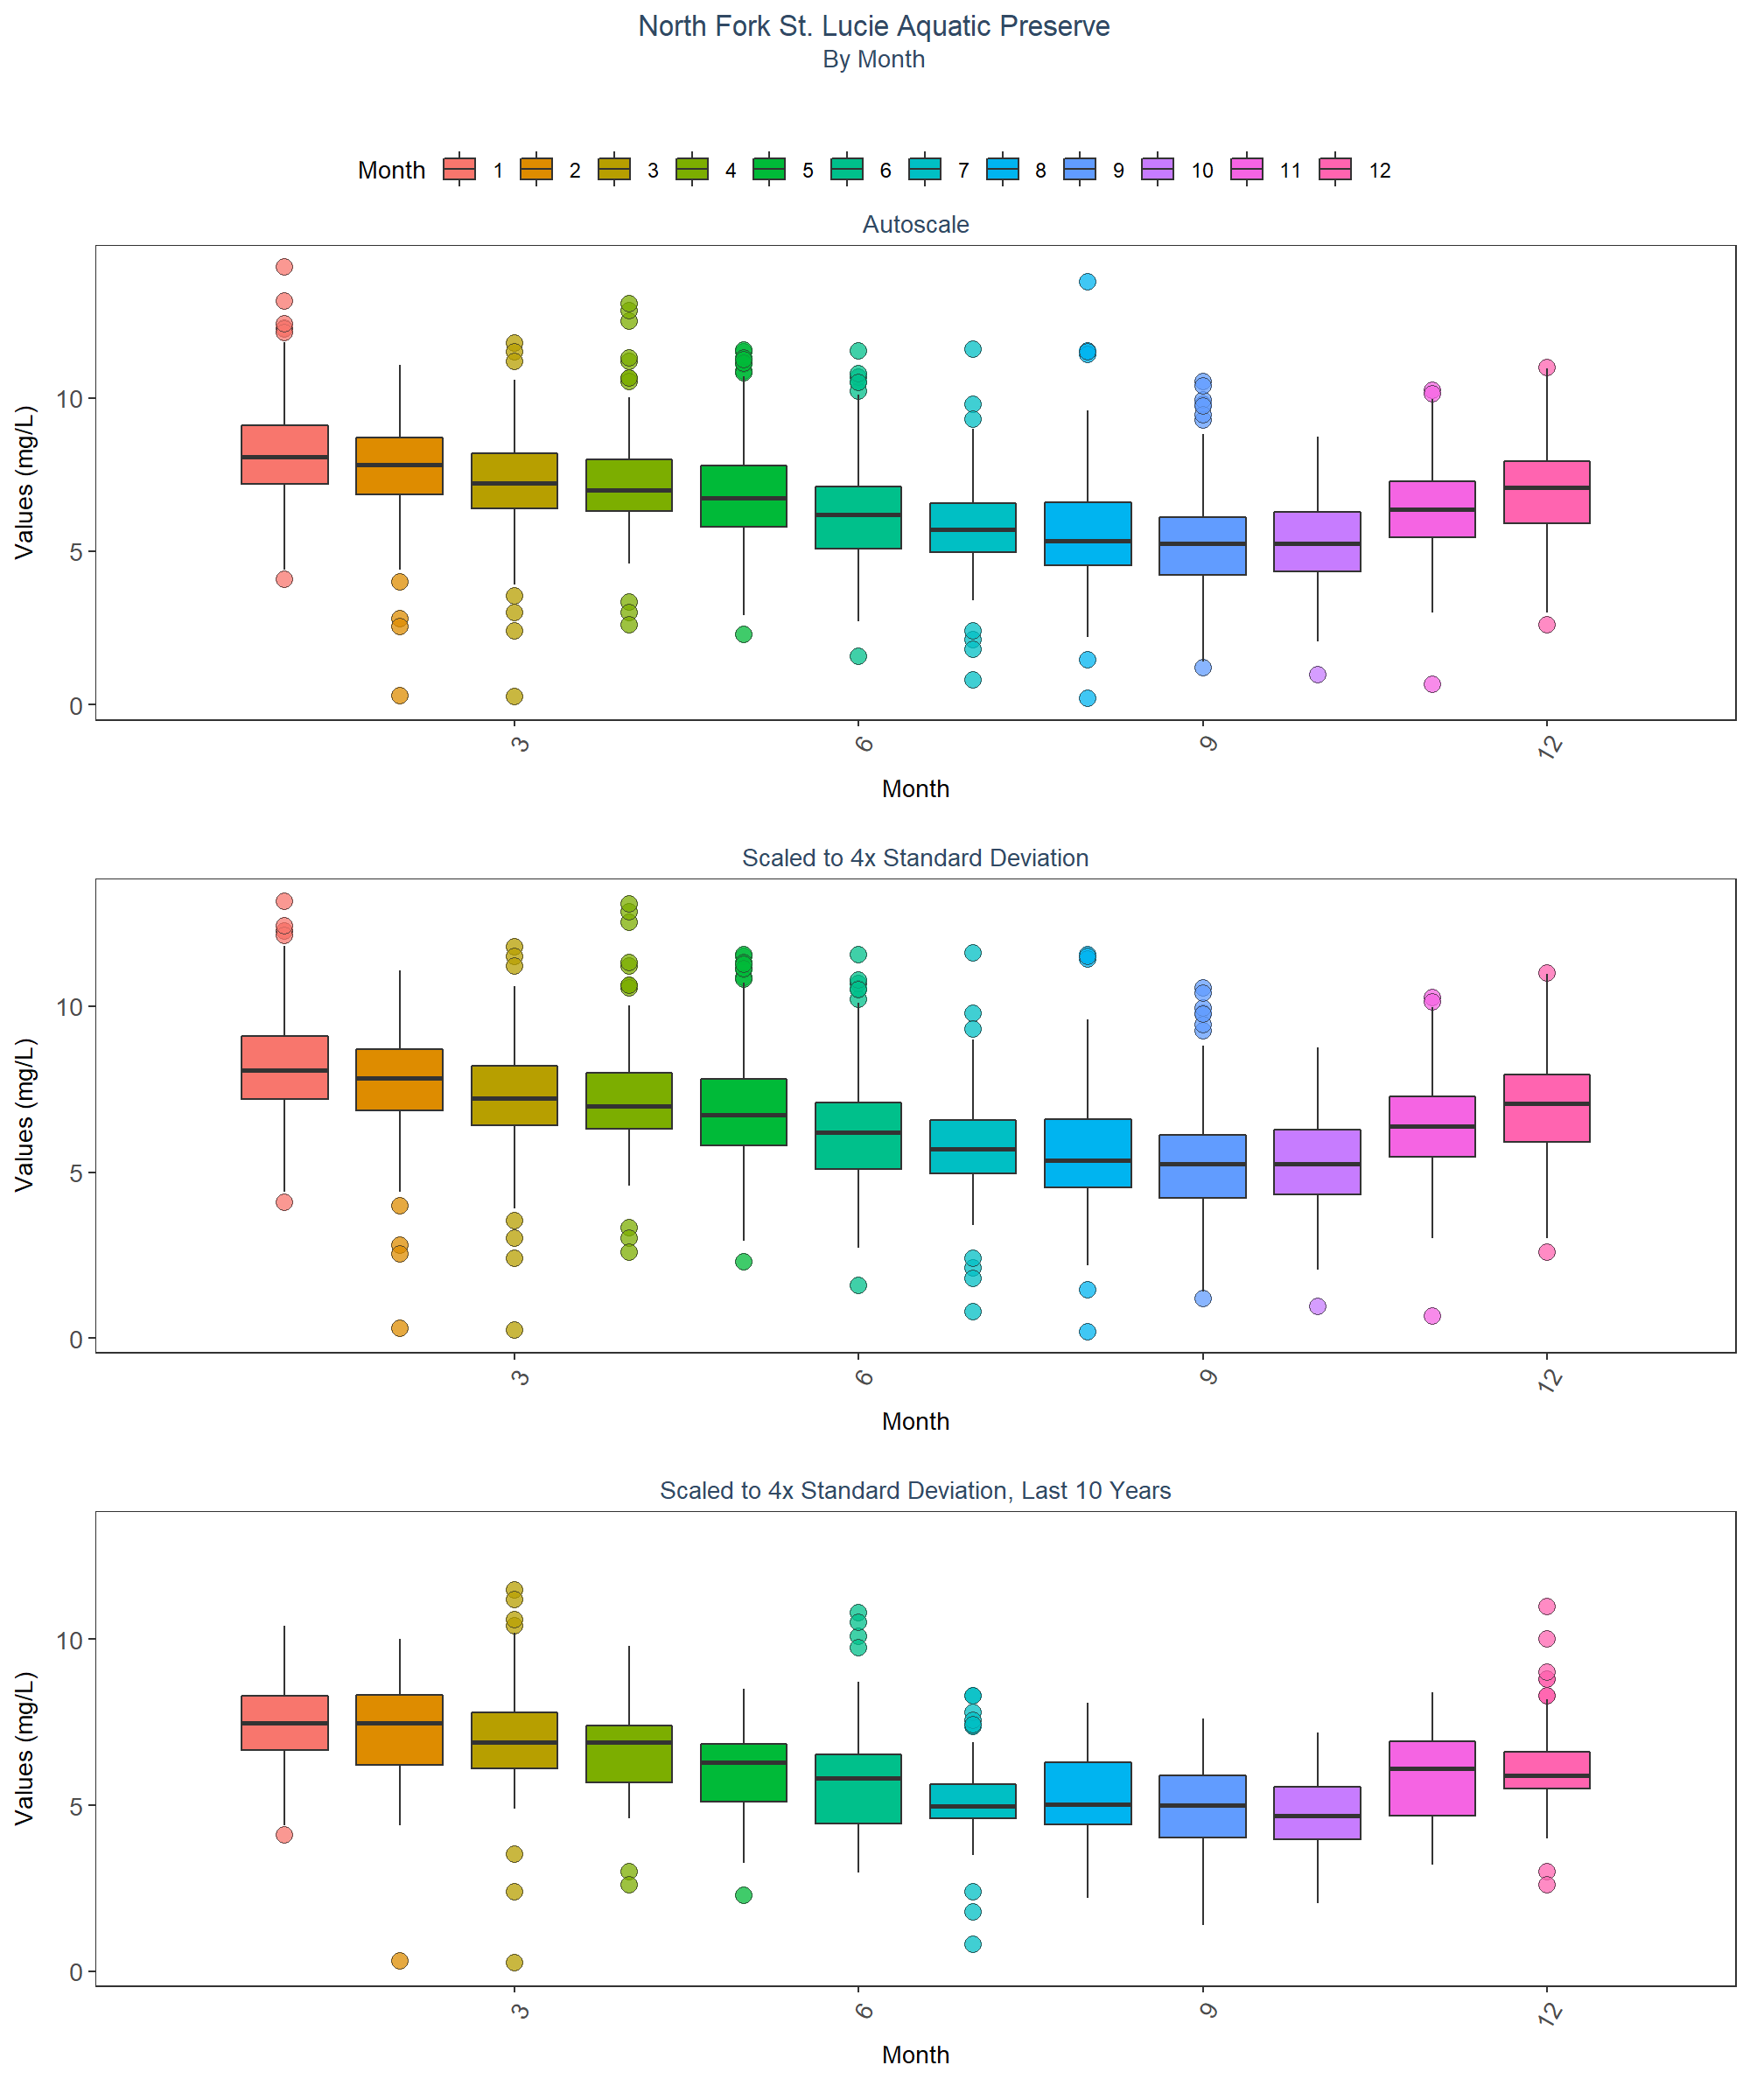 North Fork St. Lucie Aquatic Preserve
By Month
Month 1 2 3 4 5 6 7 8 9 10 11 12
Autoscale
Values (mg/L)
10
5
0
3 6 9 12
Month
Scaled to 4x Standard Deviation
Values (mg/L)
10
5
0
3 6 9 12
Month
Scaled to 4x Standard Deviation, Last 10 Years
Values (mg/L)
10
5
0
3 6 9 12
Month